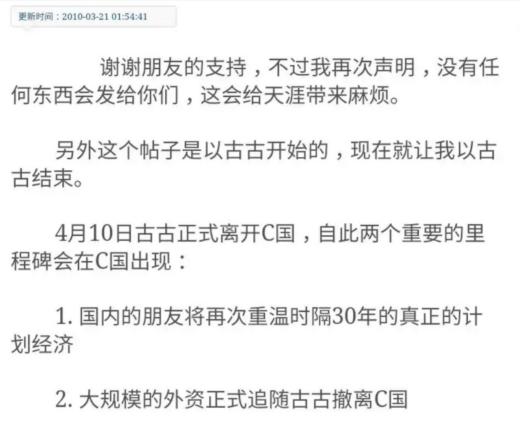 更新时间：2010-03-21 01:54:41
谢谢朋友的支持，不过我再次声明，没有任
何东西会发给你们，这会给天涯带来麻烦。
另外这个帖子是以古古开始的，现在就让我以古
古结束。
4月10日古古正式离开C国，自此两个重要的里
程碑会在C国出现：
1. 国内的朋友将再次重温时隔30年的真正的计
划经济
2. 大规模的外资正式追随古古撤离C国